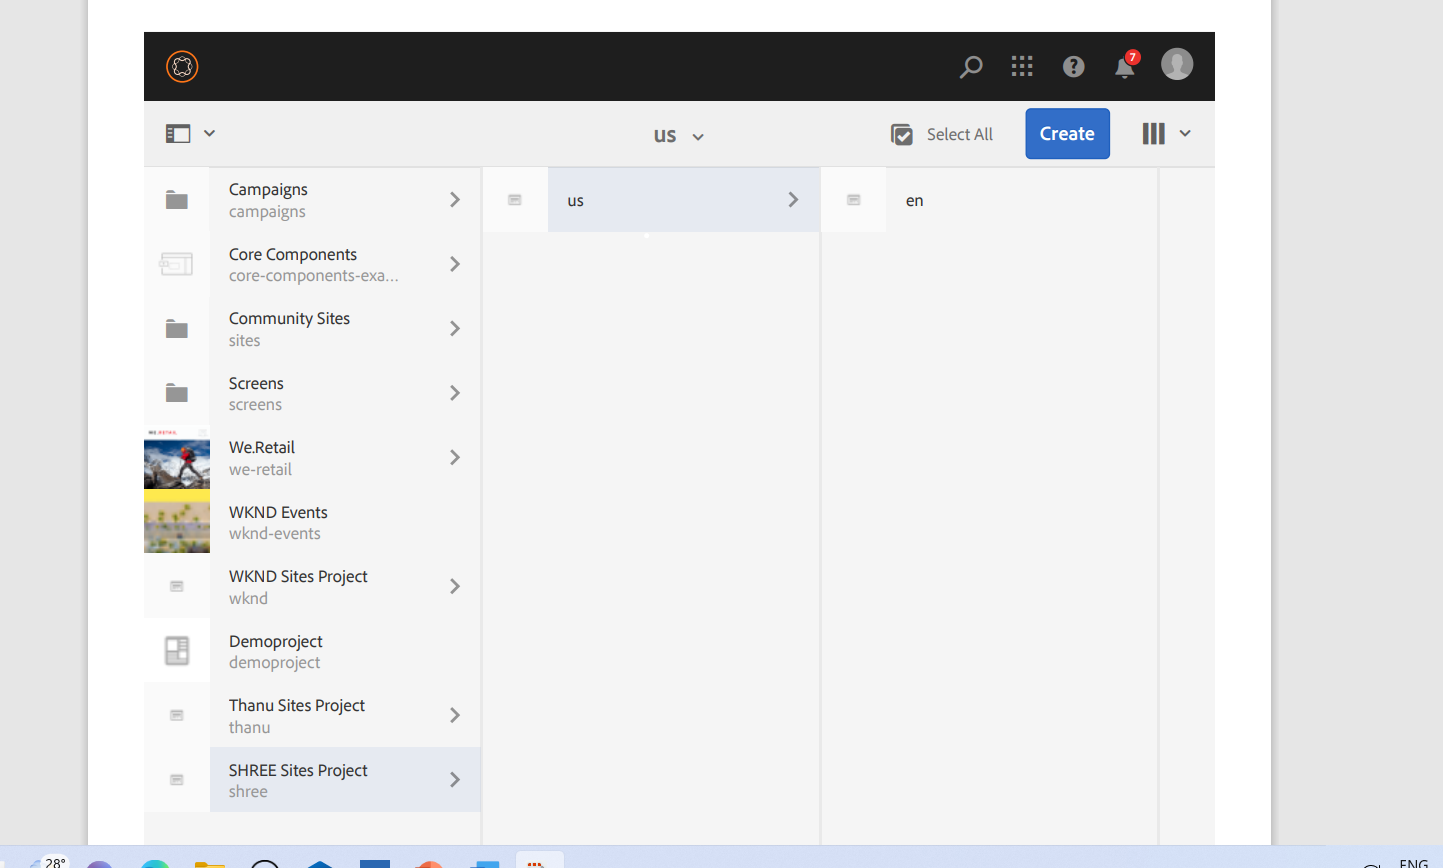 7
us
Select All
Create
Campaigns
campaigns
Core Components
core-components-exa...
Community Sites
sites
Screens
screens
WE.RETAIL
We.Retail
we-retail
WKND Events
wknd-events
WKND Sites Project
wknd
Demoproject
demoproject
Thanu Sites Project
thanu
SHREE Sites Project
shree
us
en
28°
ENG